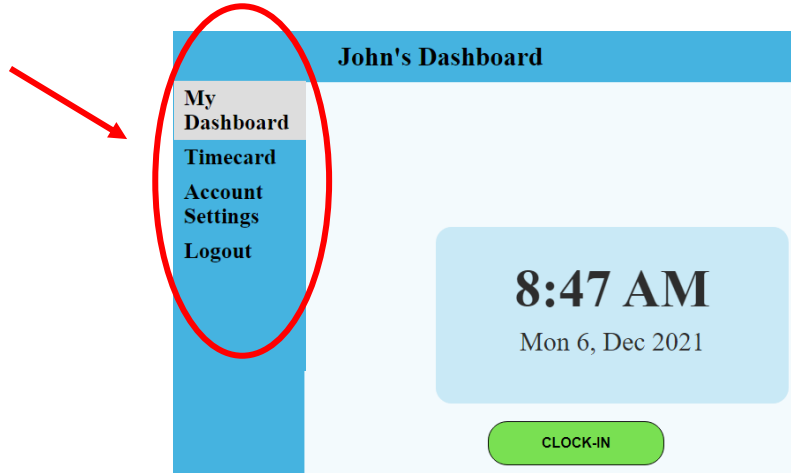 John's Dashboard
My
Dashboard
Timecard
Account
Settings
Logout
8:47 AM
Mon 6, Dec 2021
CLOCK-IN